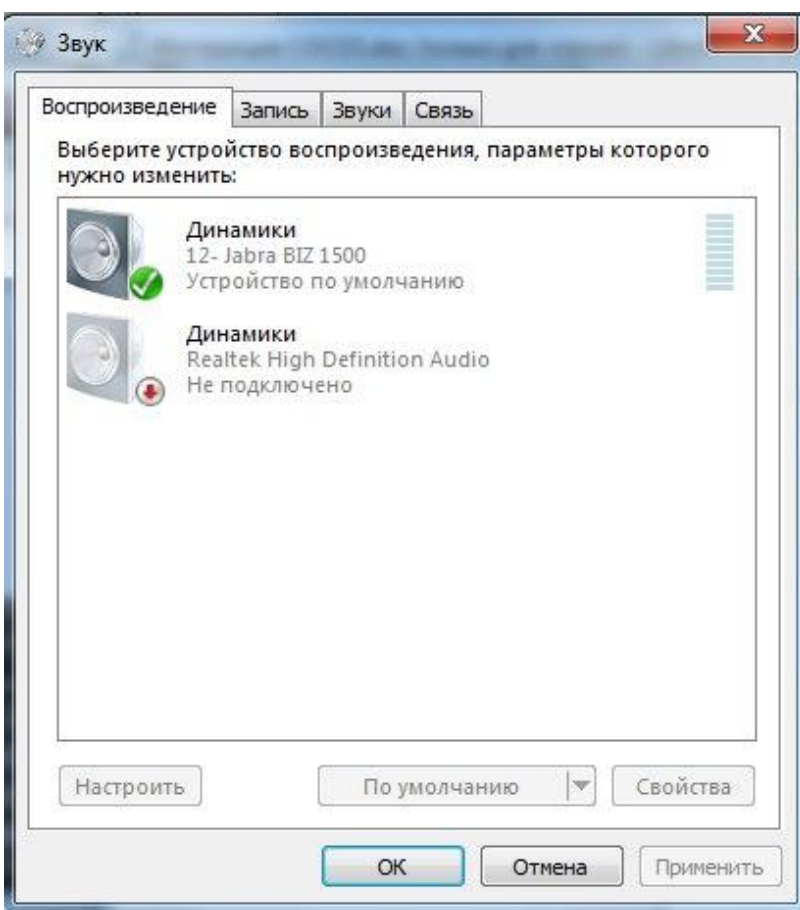 Звук
Воспроизведение Запись Звуки Связь
Выберите устройство воспроизведения, параметры которого
нужно изменить:
Динамики
12- Jabra BIZ 1500
Устройство по умолчанию
Динамики
Realtek High Definition Audio
Не подключено
Настроить По умолчанию Свойства
ОК Отмена Применить